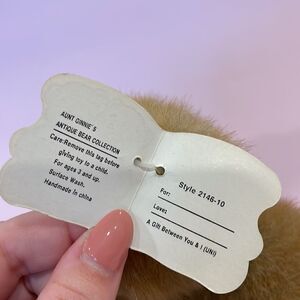 AUNT GINNIE'S
ANTIQUE BEAR COLLECTION
Care:Remove this tag before
giving toy to a child.
For ages 3 and up.
Surface Wash.
Handmade in china
Style 2146-10
For:
Love:
A Gift Between You & I (UNI)